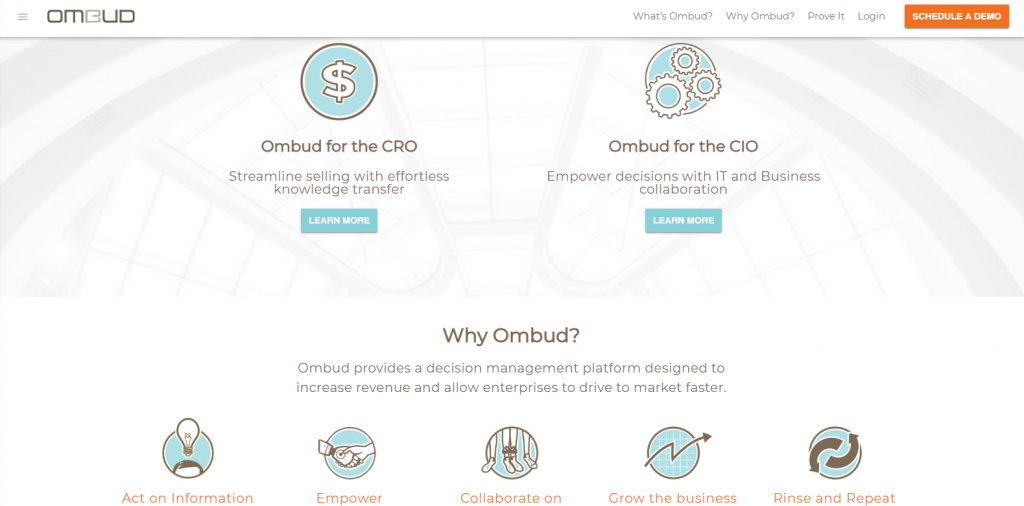 OMBUD
What's Ombud? Why Ombud? Prove It Login SCHEDULE A DEMO
$
Ombud for the CRO
Streamline selling with effortless
knowledge transfer
LEARN MORE
Ombud for the CIO
Empower decisions with IT and Business
collaboration
LEARN MORE
Why Ombud?
Ombud provides a decision management platform designed to
increase revenue and allow enterprises to drive to market faster.
Act on Information
Empower
Collaborate on
Grow the business
Rinse and Repeat